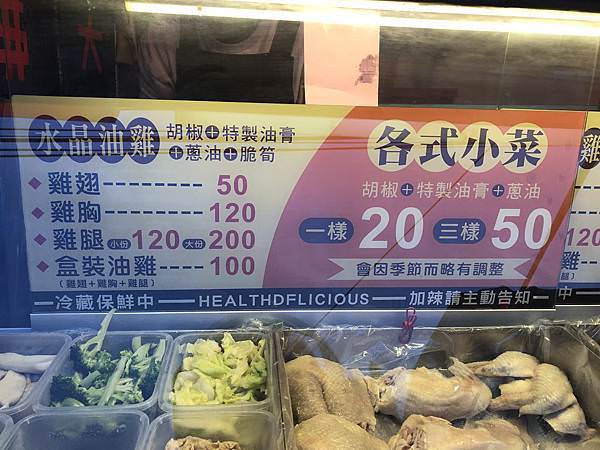 水晶油雞 胡椒+特製油膏
+蔥油+脆筍
雞翅--------- 50
雞胸--------- 120
雞腿 小份 120 大份 200
盒裝油雞----- 100
(雞翅+雞胸+雞腿)
各式小菜
胡椒+特製油膏+蔥油
一樣 20 三樣 50
會因季節而略有調整
冷藏保鮮中 HEALTHDFLICIOUS 加辣請主動告知 中
雞
120
雞--